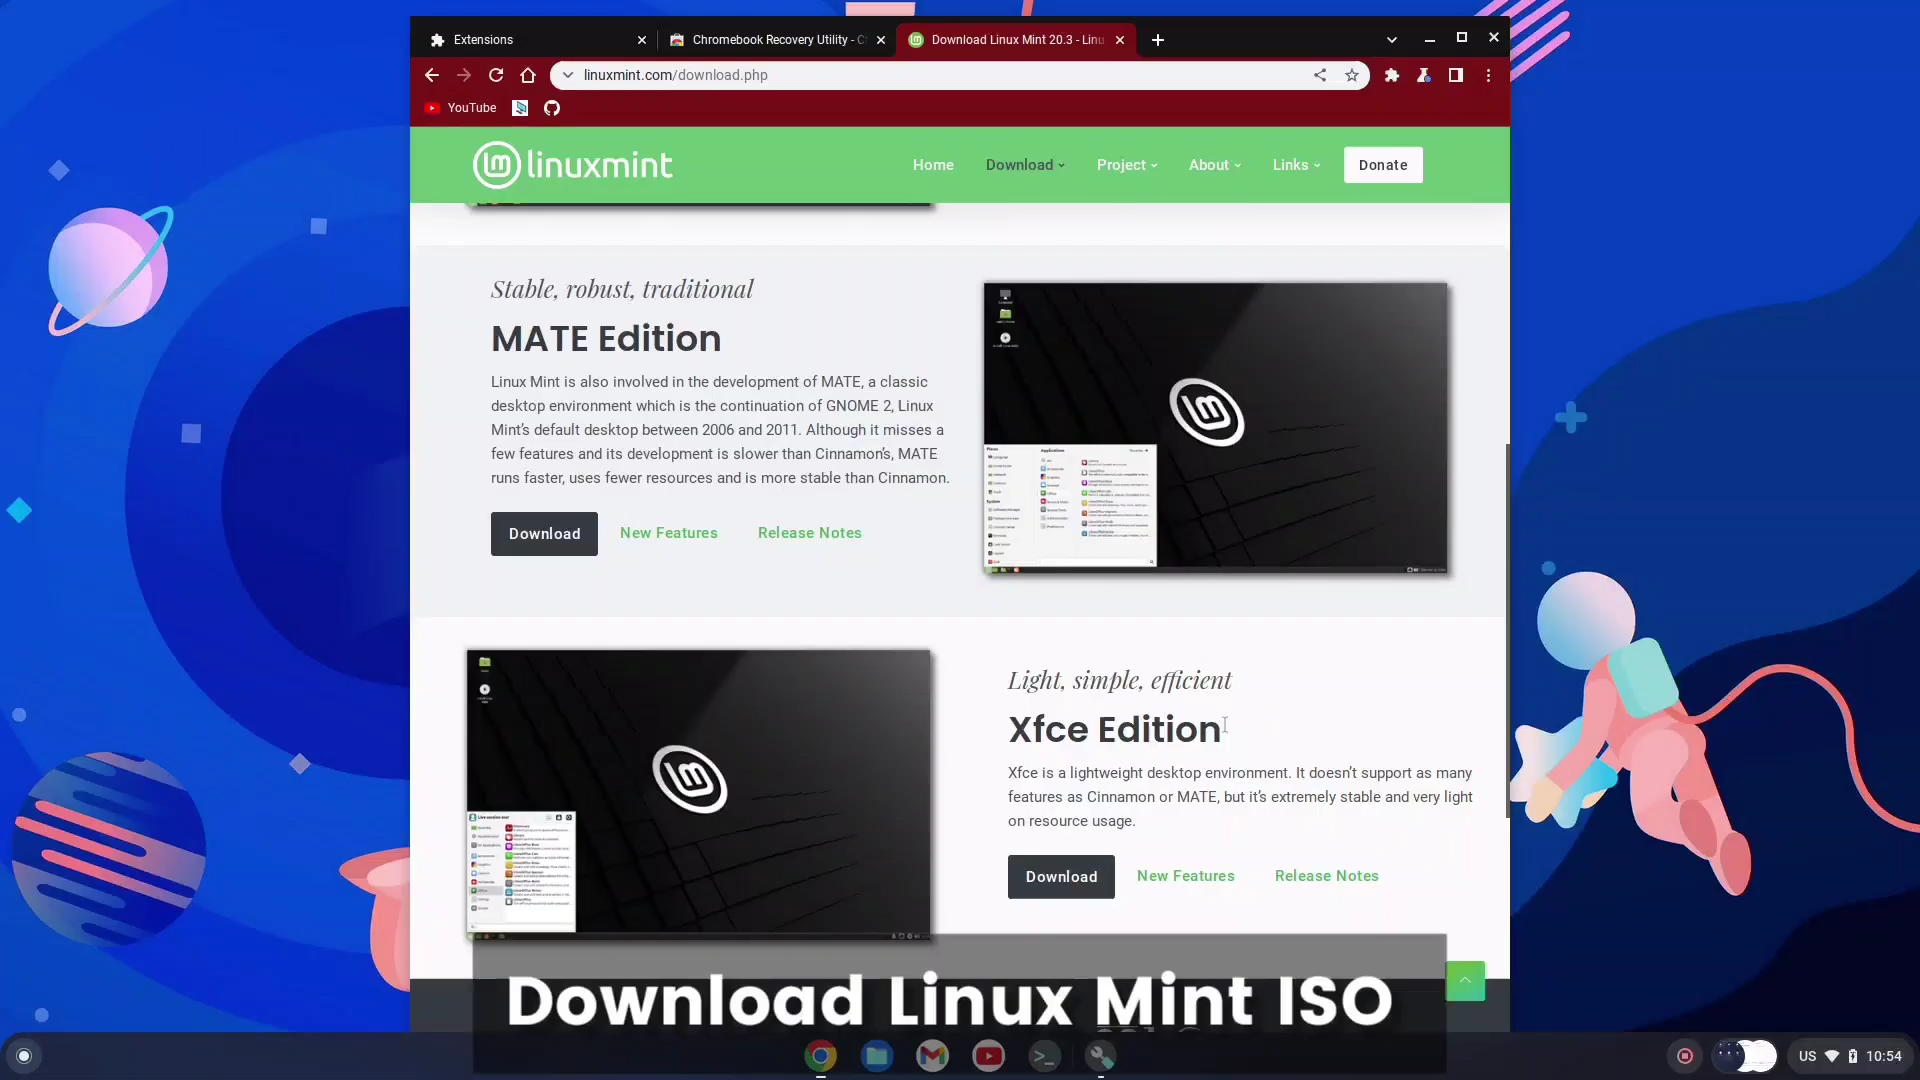 Extensions
Chromebook Recovery Utility - C
Download Linux Mint 20.3 - Linu
linuxmint.com/download.php
YouTube
linuxmint
Home
Download
Project
About
Links
Donate
Stable, robust, traditional
MATE Edition
Linux Mint is also involved in the development of MATE, a classic
desktop environment which is the continuation of GNOME 2, Linux
Mint’s default desktop between 2006 and 2011. Although it misses a
few features and its development is slower than Cinnamon’s, MATE
runs faster, uses fewer resources and is more stable than Cinnamon.
Download
New Features
Release Notes
Light, simple, efficient
Xfce Edition
Xfce is a lightweight desktop environment. It doesn’t support as many
features as Cinnamon or MATE, but it’s extremely stable and very light
on resource usage.
Download
New Features
Release Notes
Download Linux Mint ISO
US
10:54